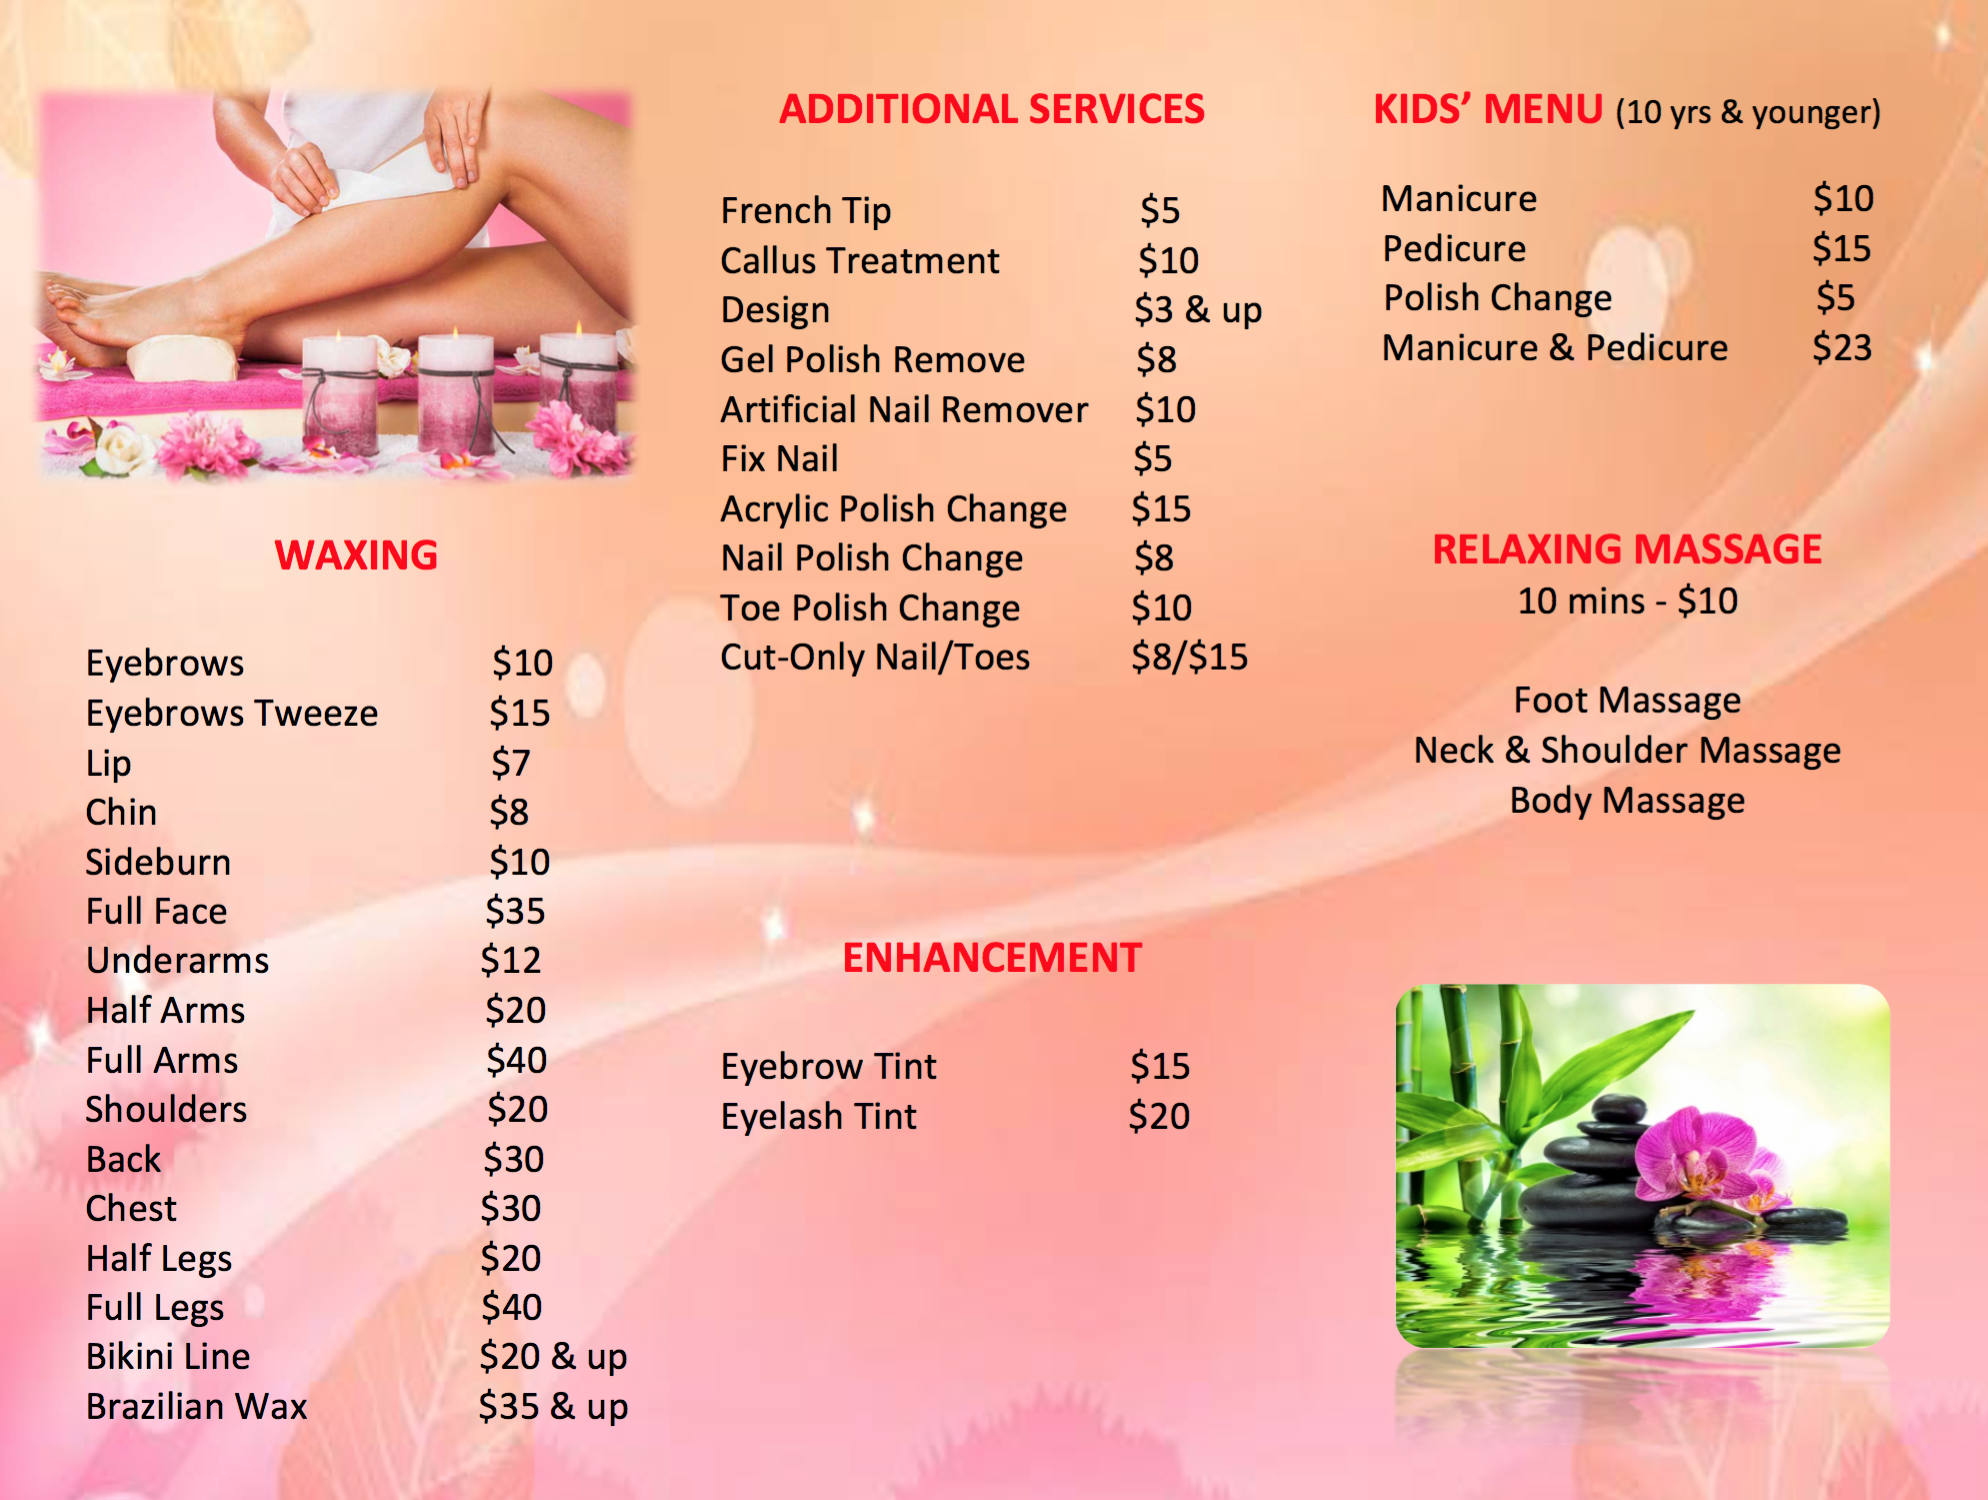 WAXING
Eyebrows $10
Eyebrows Tweeze $15
Lip $7
Chin $8
Sideburn $10
Full Face $35
Underarms $12
Half Arms $20
Full Arms $40
Shoulders $20
Back $30
Chest $30
Half Legs $20
Full Legs $40
Bikini Line $20 & up
Brazilian Wax $35 & up
ADDITIONAL SERVICES
French Tip $5
Callus Treatment $10
Design $3 & up
Gel Polish Remove $8
Artificial Nail Remover $10
Fix Nail $5
Acrylic Polish Change $15
Nail Polish Change $8
Toe Polish Change $10
Cut-Only Nail/Toes $8/$15
ENHANCEMENT
Eyebrow Tint $15
Eyelash Tint $20
KIDS’ MENU (10 yrs & younger)
Manicure $10
Pedicure $15
Polish Change $5
Manicure & Pedicure $23
RELAXING MASSAGE
10 mins - $10
Foot Massage
Neck & Shoulder Massage
Body Massage